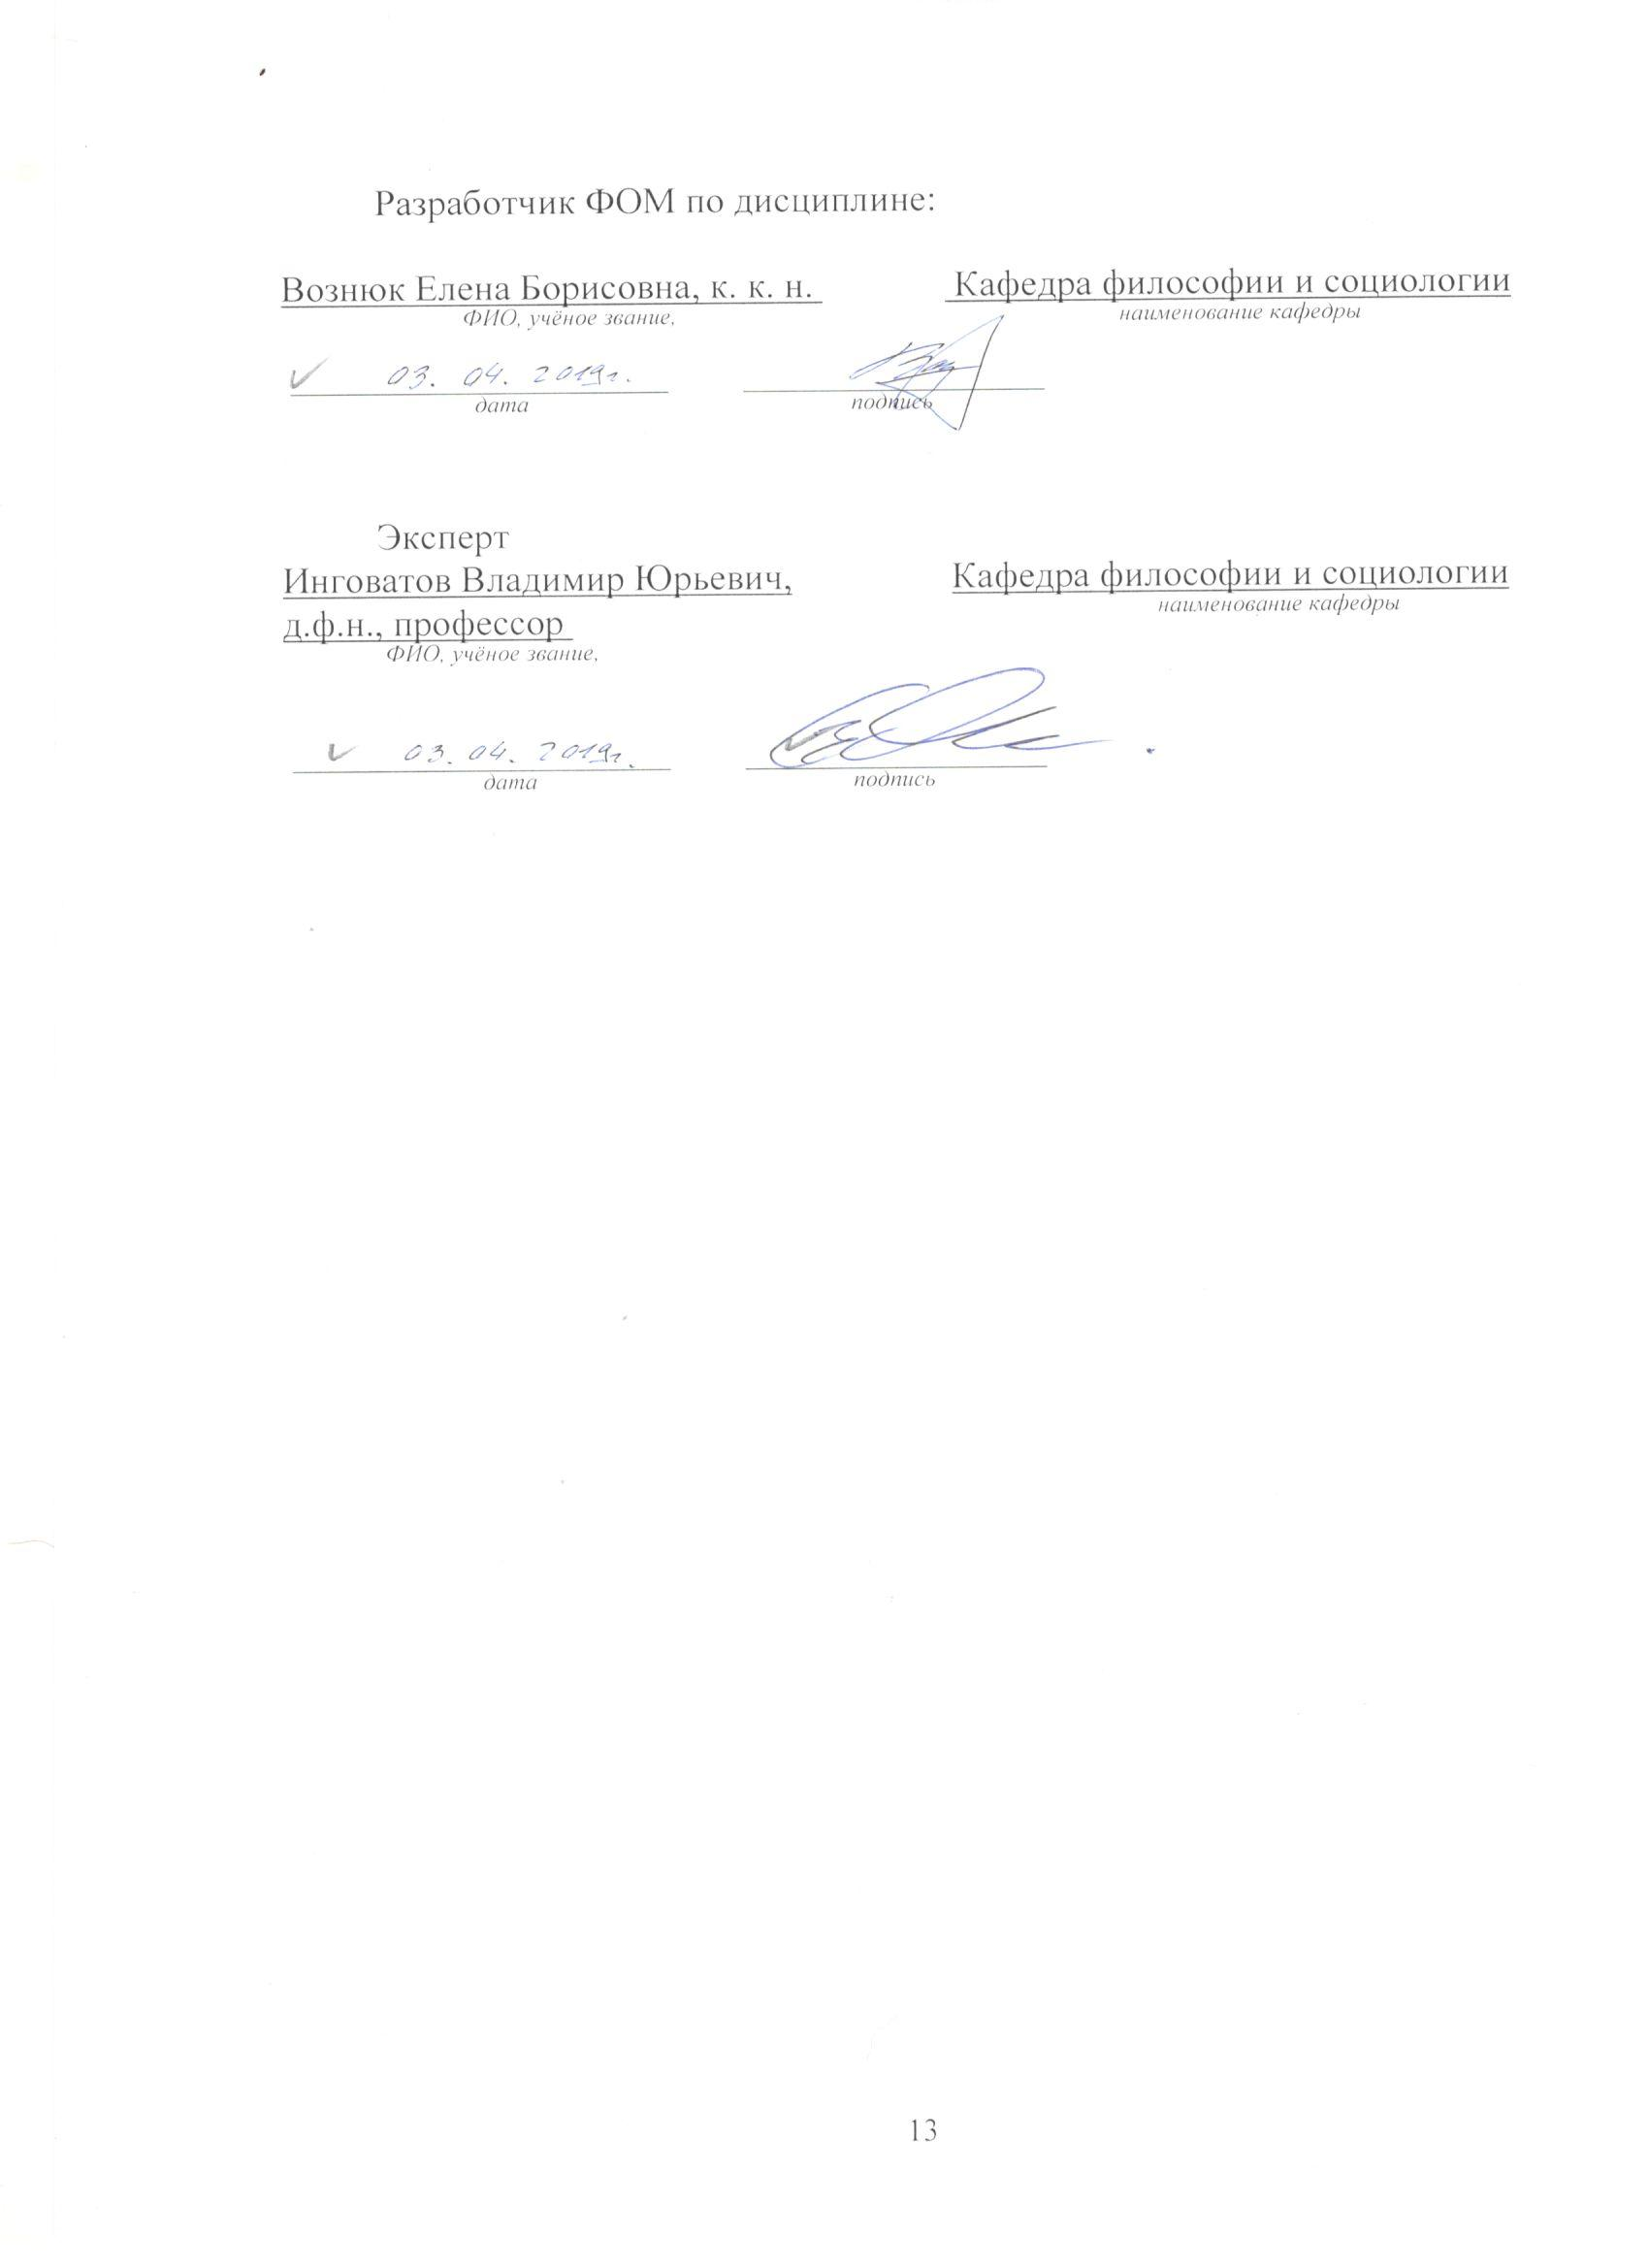 Разработчик ФОМ по дисциплине:
Вознюк Елена Борисовна, к. к. н. Кафедра философии и социологии
ФИО, учёное звание, наименование кафедры
03. 04. 2019г.
дата подпись
Эксперт
Инговатов Владимир Юрьевич, Кафедра философии и социологии
д.ф.н., профессор наименование кафедры
ФИО, учёное звание,
03. 04. 2019г.
дата подпись
13